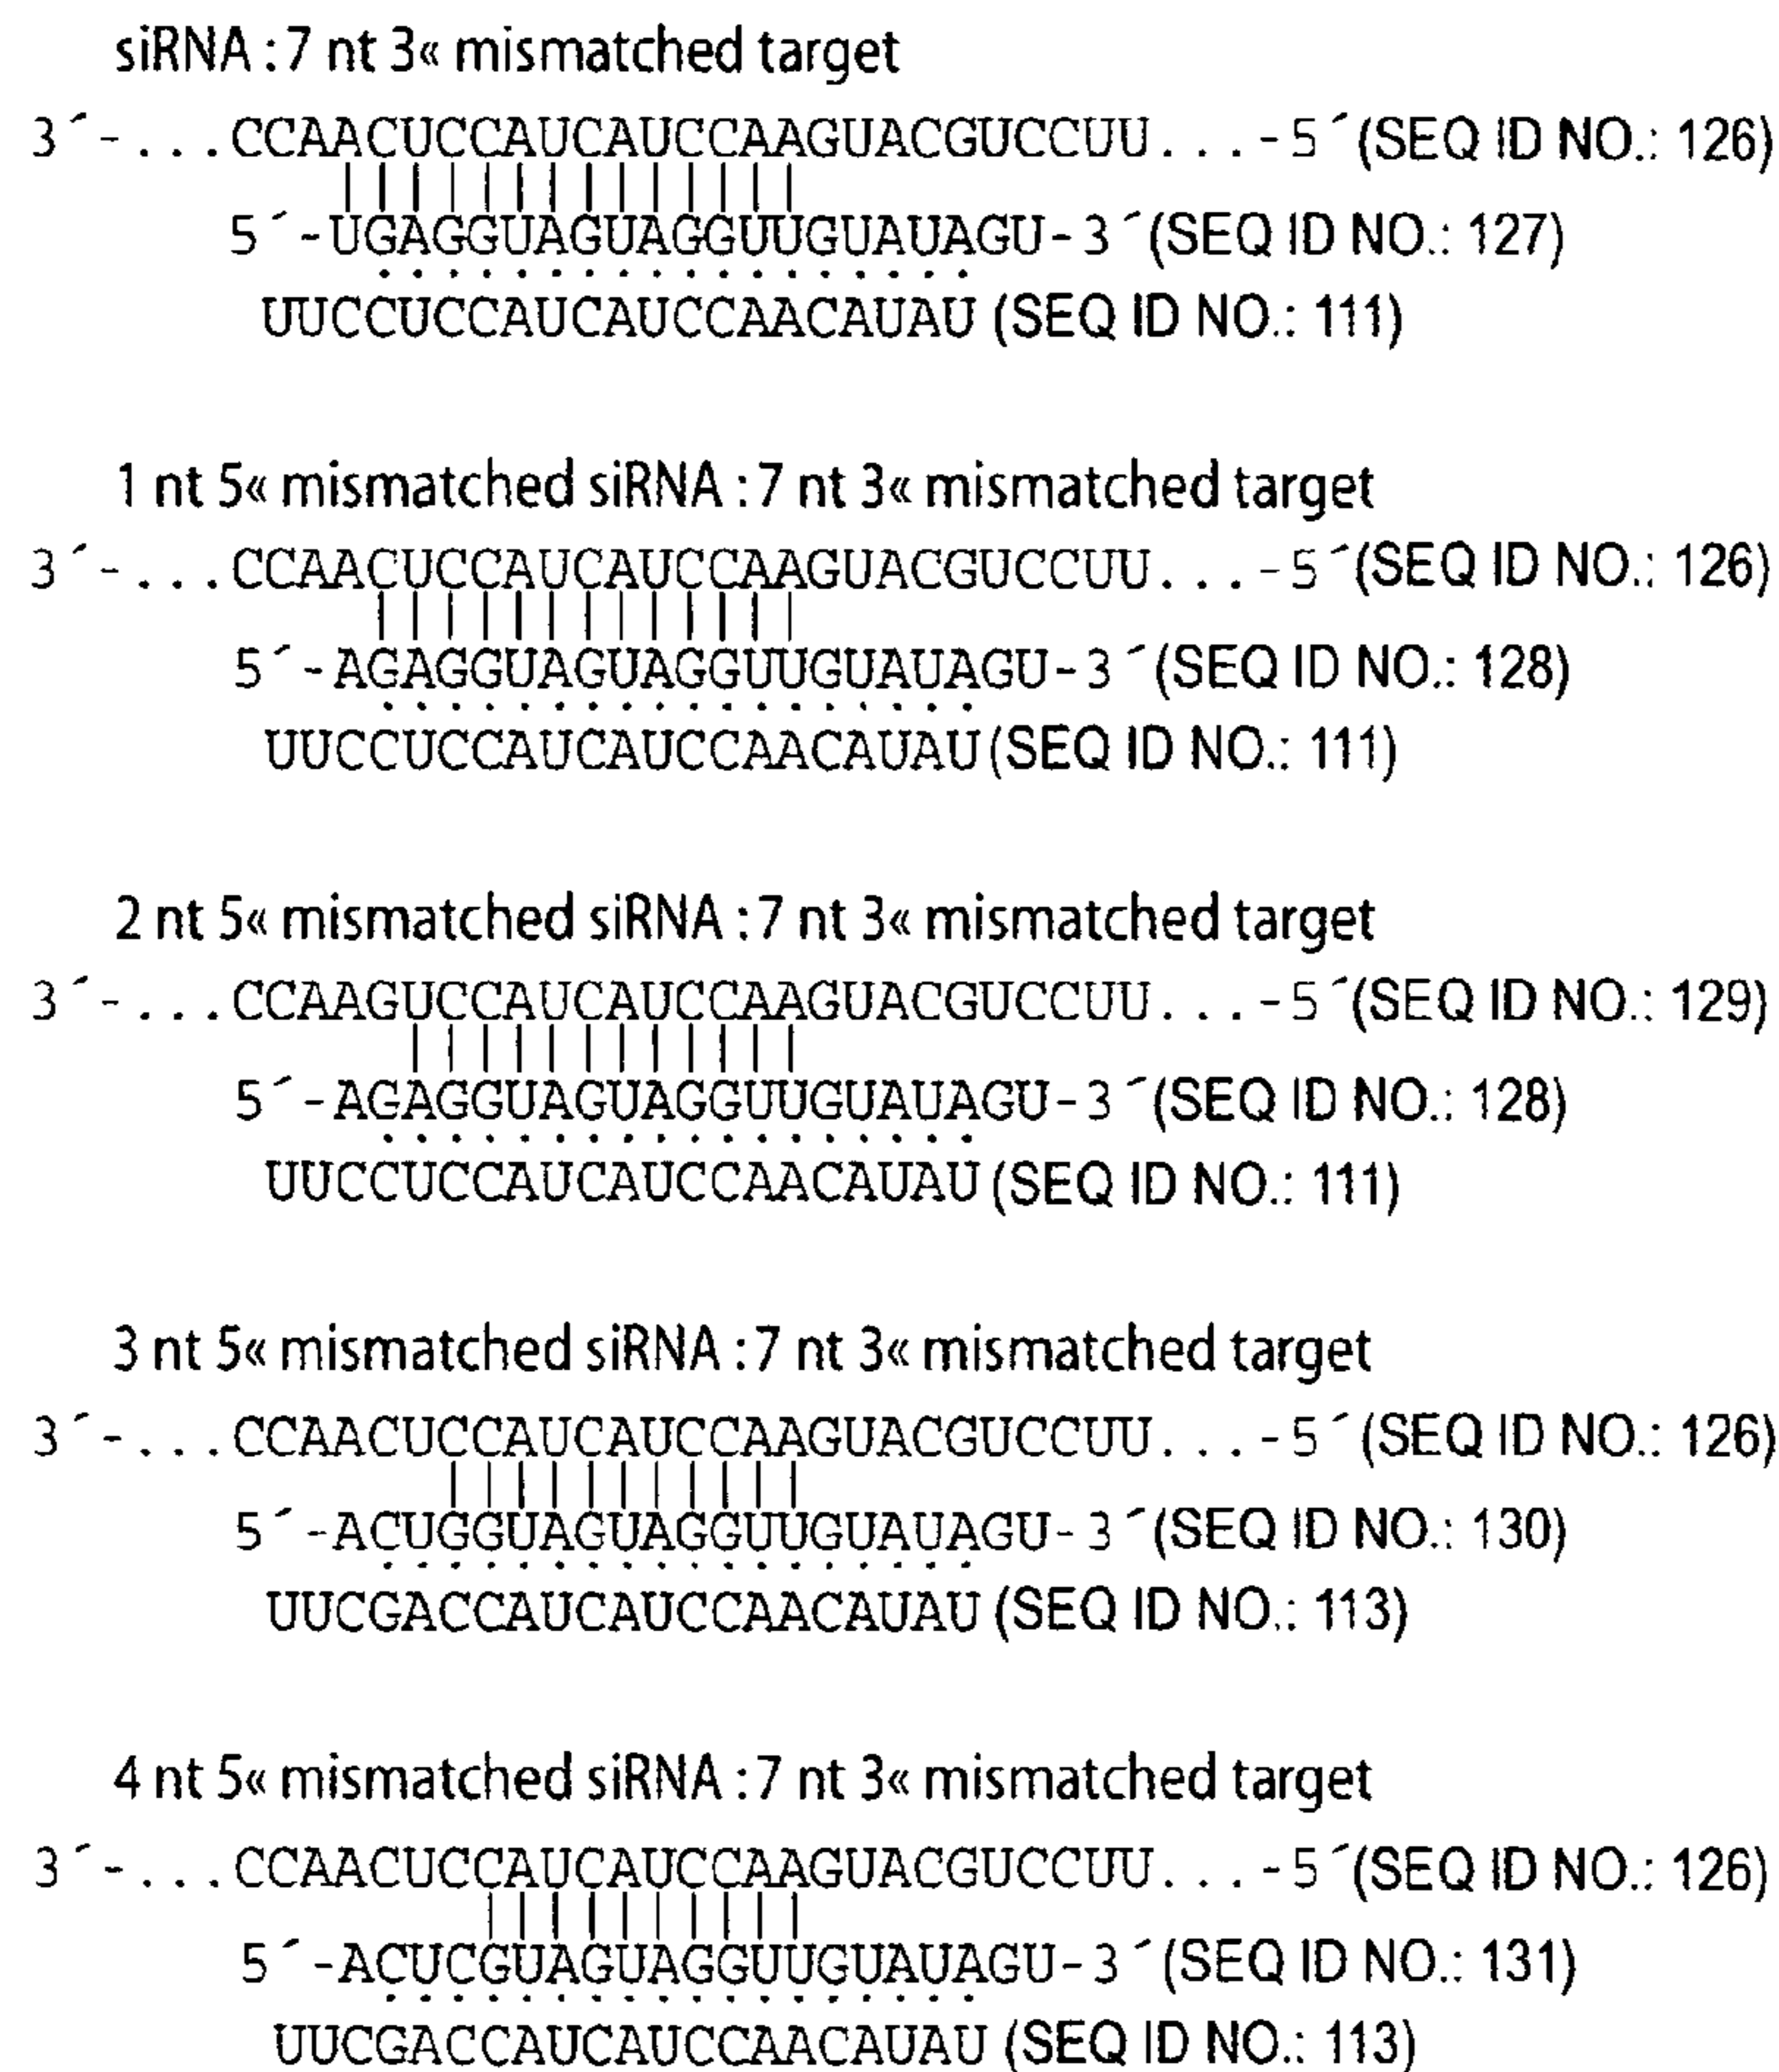 siRNA : 7 nt 3« mismatched target
3´-...CCAACUCCAUCAUCCAAGUACGUCCUU...-5´(SEQ ID NO.: 126)
5´-UGAGGUAGUAGGUUGUAUAGU-3´(SEQ ID NO.: 127)
UUCCUCCAUCAUCCAACAUAU (SEQ ID NO.: 111)
1 nt 5« mismatched siRNA : 7 nt 3« mismatched target
3´-...CCAACUCCAUCAUCCAAGUACGUCCUU...-5´(SEQ ID NO.: 126)
5´-AGAGGUAGUAGGUUGUAUAGU-3´(SEQ ID NO.: 128)
UUCCUCCAUCAUCCAACAUAU (SEQ ID NO.: 111)
2 nt 5« mismatched siRNA : 7 nt 3« mismatched target
3´-...CCAAGUCCAUCAUCCAAGUACGUCCUU...-5´(SEQ ID NO.: 129)
5´-AGAGGUAGUAGGUUGUAUAGU-3´(SEQ ID NO.: 128)
UUCCUCCAUCAUCCAACAUAU (SEQ ID NO.: 111)
3 nt 5« mismatched siRNA : 7 nt 3« mismatched target
3´-...CCAACUCCAUCAUCCAAGUACGUCCUU...-5´(SEQ ID NO.: 126)
5´-ACUGGUAGUAGGUUGUAUAGU-3´(SEQ ID NO.: 130)
UUCGACCAUCAUCCAACAUAU (SEQ ID NO.: 113)
4 nt 5« mismatched siRNA : 7 nt 3« mismatched target
3´-...CCAACUCCAUCAUCCAAGUACGUCCUU...-5´(SEQ ID NO.: 126)
5´-ACUCGUAGUAGGUUGUAUAGU-3´(SEQ ID NO.: 131)
UUCGACCAUCAUCCAACAUAU (SEQ ID NO.: 113)